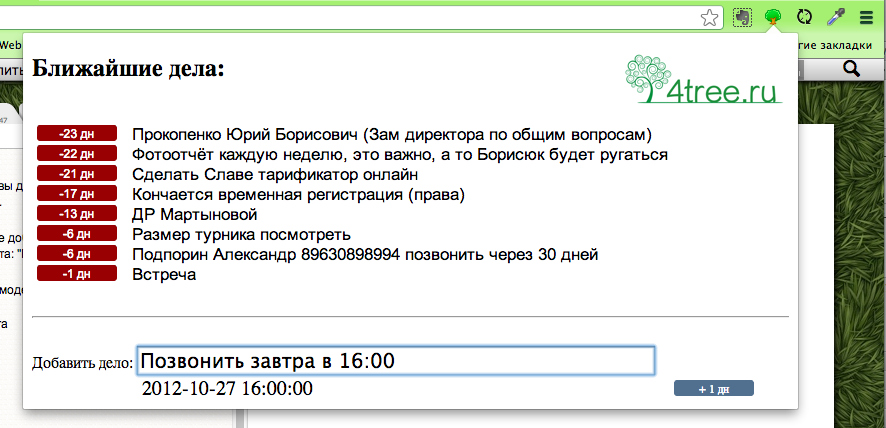 Web
гие закладки
Ближайшие дела:
4tree.ru
47
-23 дн Прокопенко Юрий Борисович (Зам директора по общим вопросам)
-22 дн Фотоотчёт каждую неделю, это важно, а то Борисюк будет ругаться
-21 дн Сделать Славе тарификатор онлайн
-17 дн Кончается временная регистрация (права)
-13 дн ДР Мартыновой
-6 дн Размер турника посмотреть
-6 дн Подпорин Александр 89630898994 позвонить через 30 дней
-1 дн Встреча
Добавить дело: Позвонить завтра в 16:00
2012-10-27 16:00:00 + 1 дн